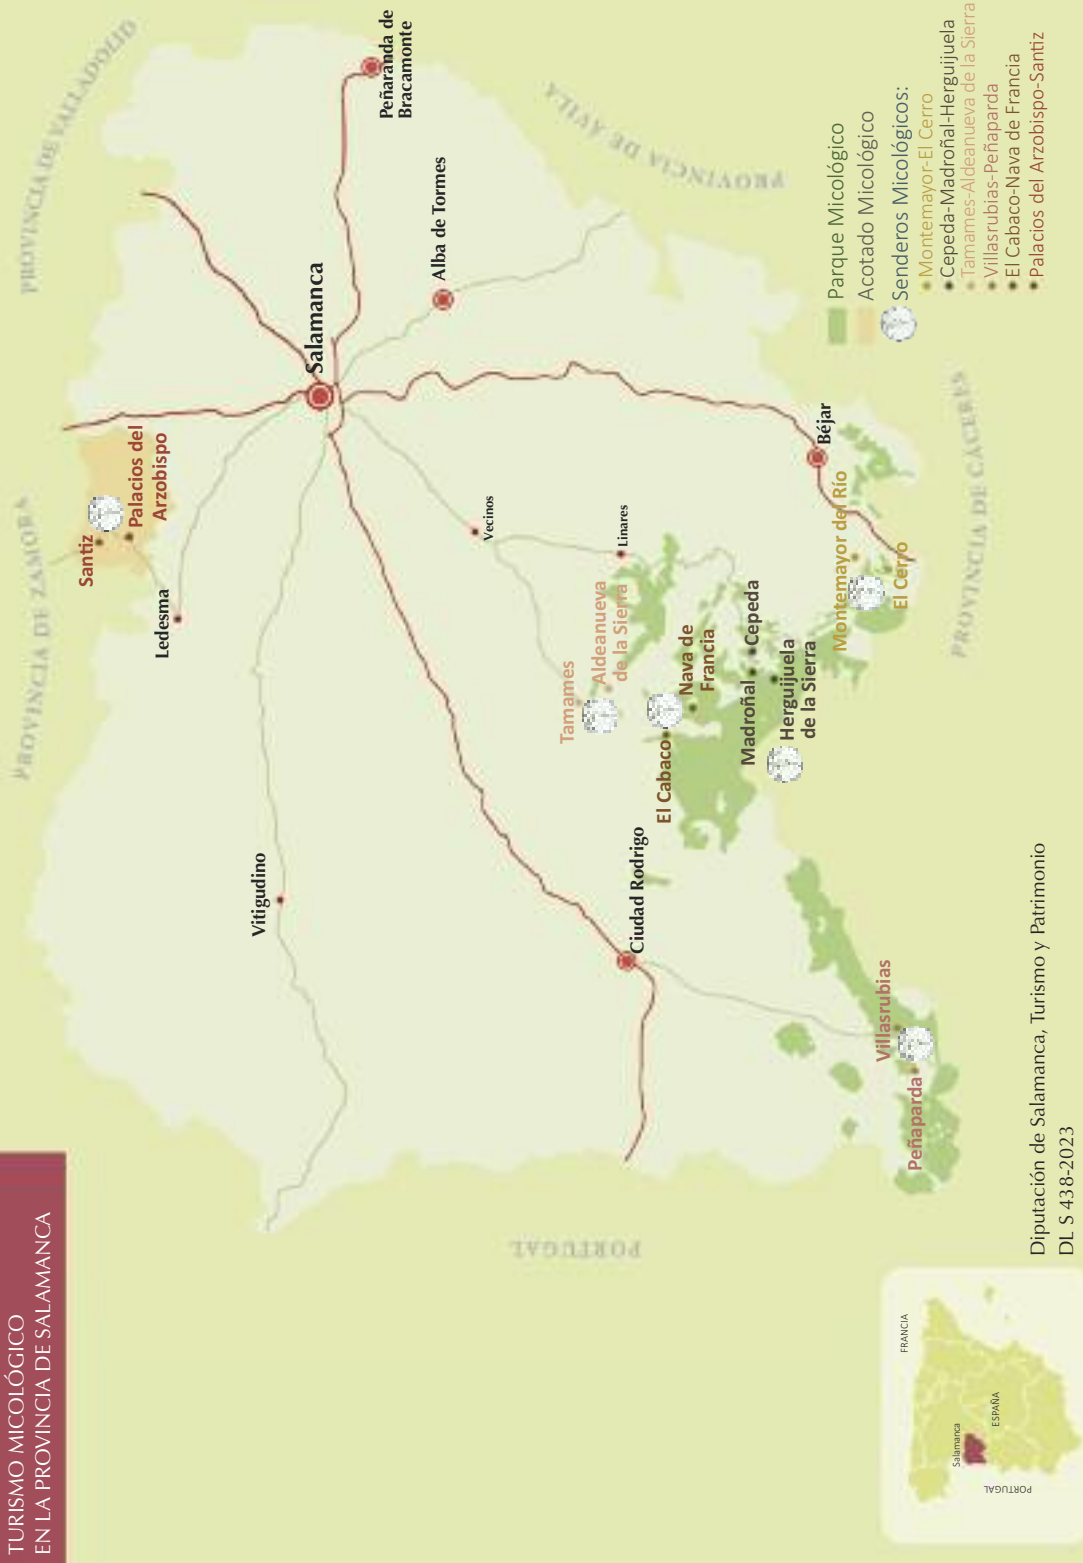 TURISMO MICOLÓGICO
EN LA PROVINCIA DE SALAMANCA
PROVINCIA DE ZAMORA
PROVINCIA DE VALLADOLID
PROVINCIA DE ÁVILA
PROVINCIA DE CÁCERES
PORTUGAL
Santiz
Palacios del
Arzobispo
Ledesma
Vitigudino
Salamanca
Peñaranda de
Bracamonte
Alba de Tormes
Vecinos
Linares
Tamames
Aldeanueva
de la Sierra
Ciudad Rodrigo
El Cabaco
Nava de
Francia
Madroñal
Cepeda
Herguijuela
de la Sierra
Béjar
Montemayor del Río
El Cerro
Villasrubias
Peñaparda
Parque Micológico
Acotado Micológico
Senderos Micológicos:
• Montemayor-El Cerro
• Cepeda-Madroñal-Herguijuela
• Tamames-Aldeanueva de la Sierra
• Villasrubias-Peñaparda
• El Cabaco-Nava de Francia
• Palacios del Arzobispo-Santiz
FRANCIA
Salamanca
ESPAÑA
PORTUGAL
Diputación de Salamanca, Turismo y Patrimonio
DL S 438-2023